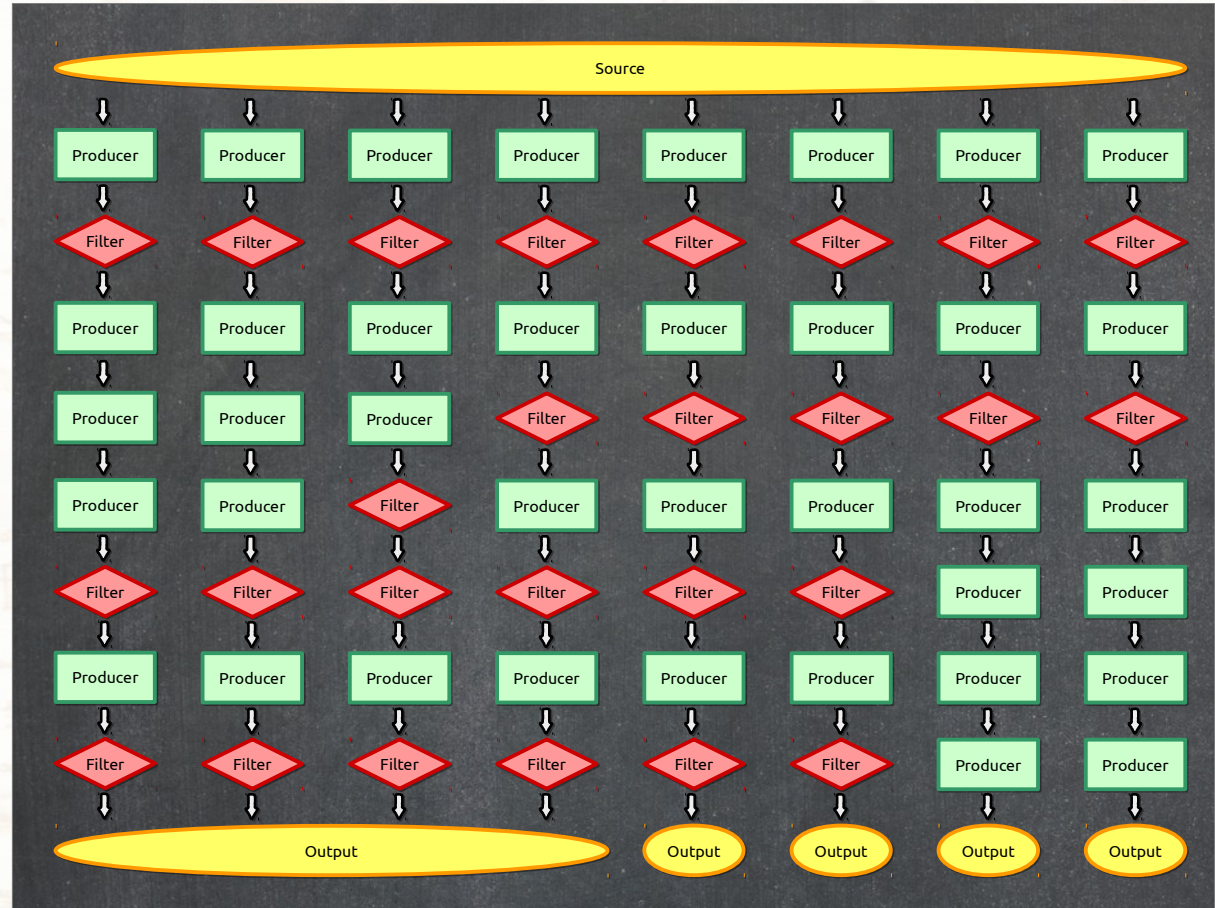 Source
Producer Producer Producer Producer Producer Producer Producer Producer
Filter Filter Filter Filter Filter Filter Filter Filter
Producer Producer Producer Producer Producer Producer Producer Producer
Producer Producer Producer Filter Filter Filter Filter Filter
Producer Producer Filter Producer Producer Producer Producer Producer
Filter Filter Filter Filter Filter Filter Producer Producer
Producer Producer Producer Producer Producer Producer Producer Producer
Filter Filter Filter Filter Filter Filter Producer Producer
Output Output Output Output Output